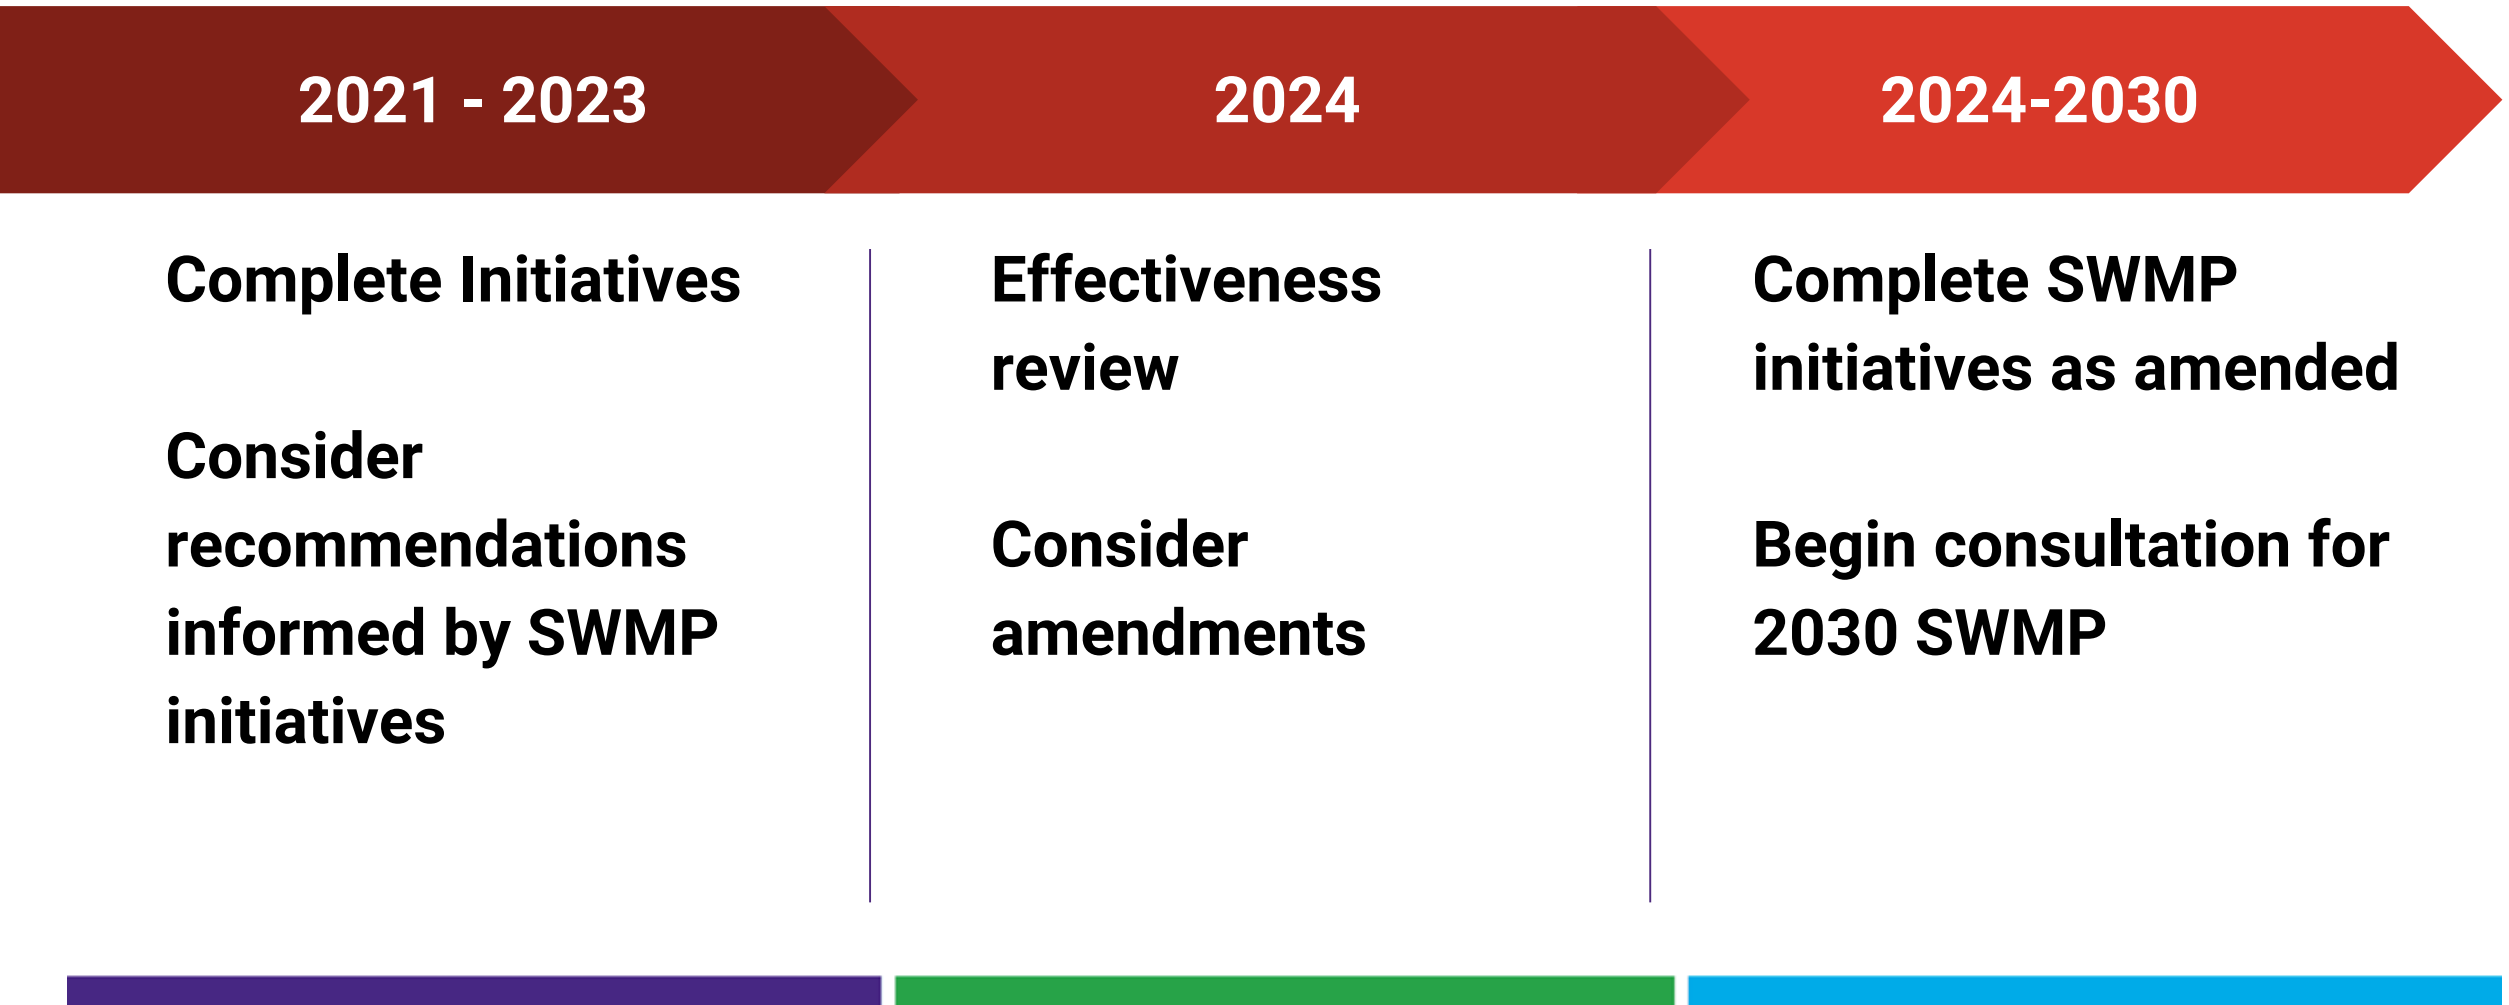 2021 - 2023
2024
2024-2030
Complete Initiatives
Consider
recommendations
informed by SWMP
initiatives
Effectiveness
review
Consider
amendments
Complete SWMP
initiatives as amended
Begin consultation for
2030 SWMP